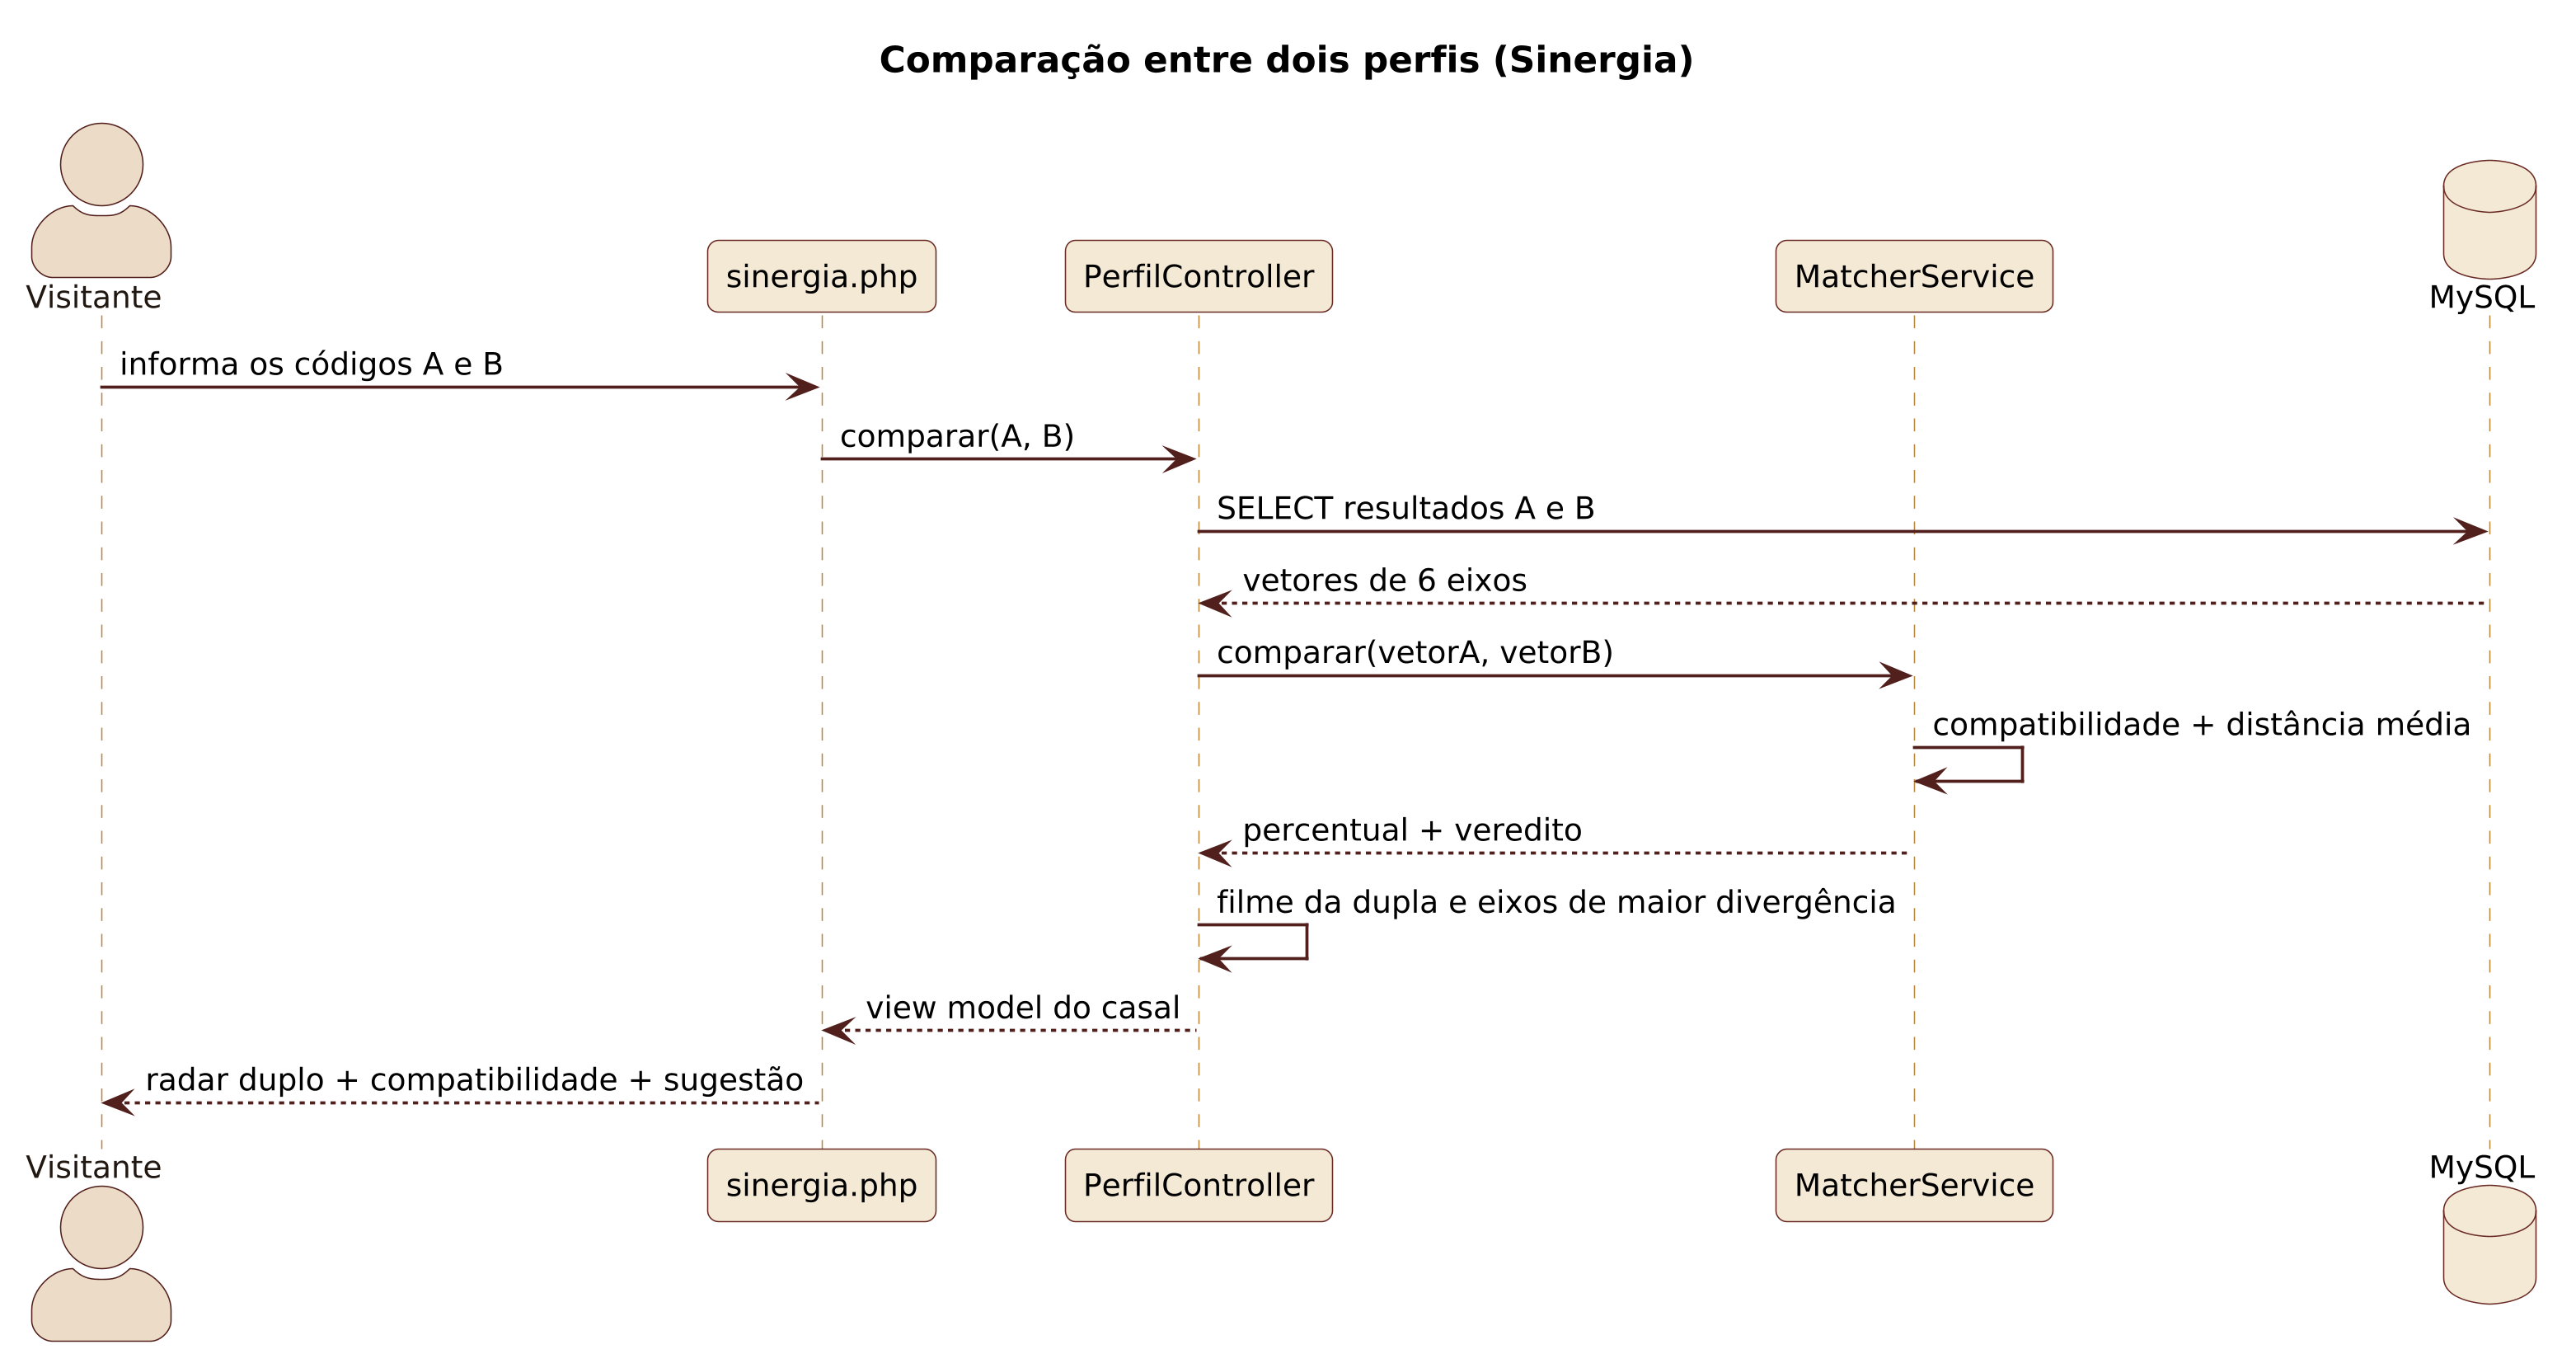 Comparação entre dois perfis (Sinergia)
Visitante
sinergia.php
PerfilController
MatcherService
MySQL
informa os códigos A e B
comparar(A, B)
SELECT resultados A e B
vetores de 6 eixos
comparar(vetorA, vetorB)
compatibilidade + distância média
percentual + veredito
filme da dupla e eixos de maior divergência
view model do casal
radar duplo + compatibilidade + sugestão
Visitante
sinergia.php
PerfilController
MatcherService
MySQL